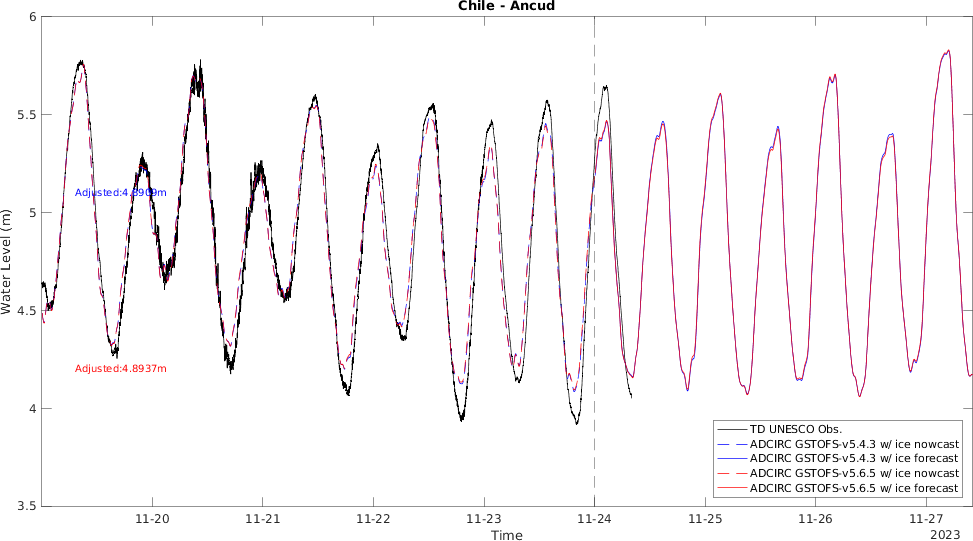 Chile - Ancud
6
5.5
5
4.5
4
3.5
Water Level (m)
Adjusted:4.8909m
Adjusted:4.8937m
TD UNESCO Obs.
ADCIRC GSTOFS-v5.4.3 w/ ice nowcast
ADCIRC GSTOFS-v5.4.3 w/ ice forecast
ADCIRC GSTOFS-v5.6.5 w/ ice nowcast
ADCIRC GSTOFS-v5.6.5 w/ ice forecast
11-20 11-21 11-22 11-23 11-24 11-25 11-26 11-27
Time
2023